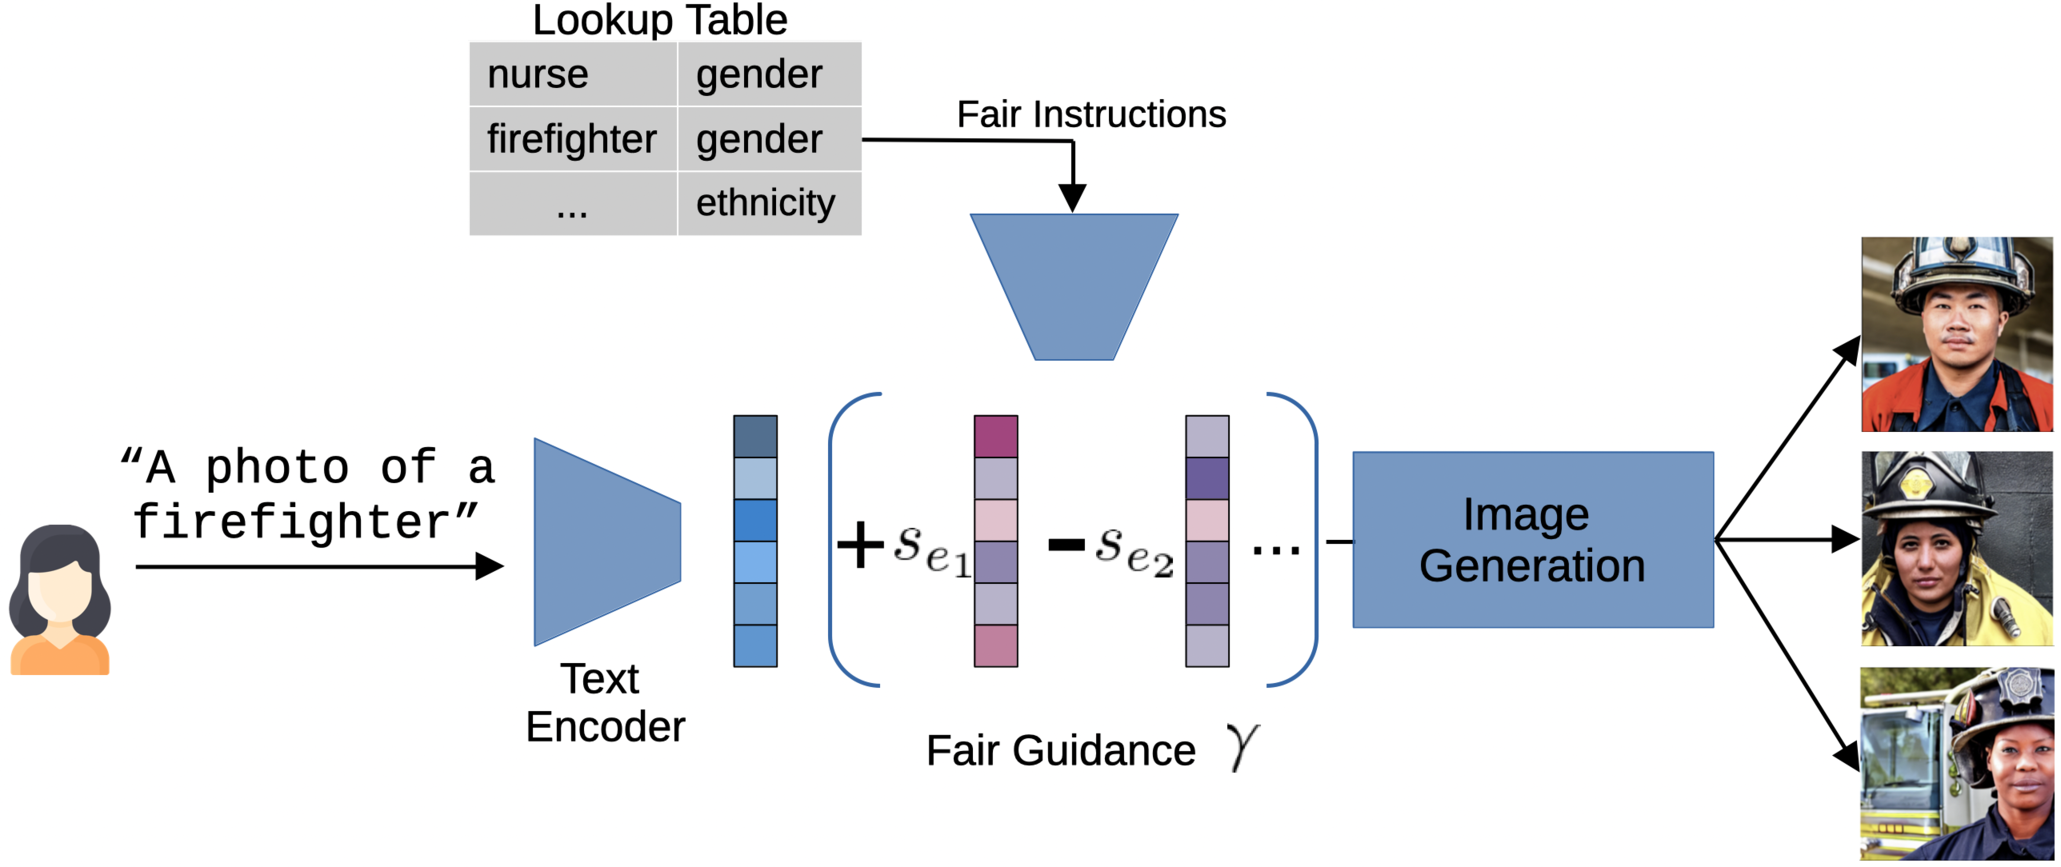 Lookup Table
nurse gender
firefighter gender
... ethnicity
Fair Instructions
“A photo of a
firefighter”
Text
Encoder
+ s_{e_1} - s_{e_2} ...
Fair Guidance γ
Image
Generation